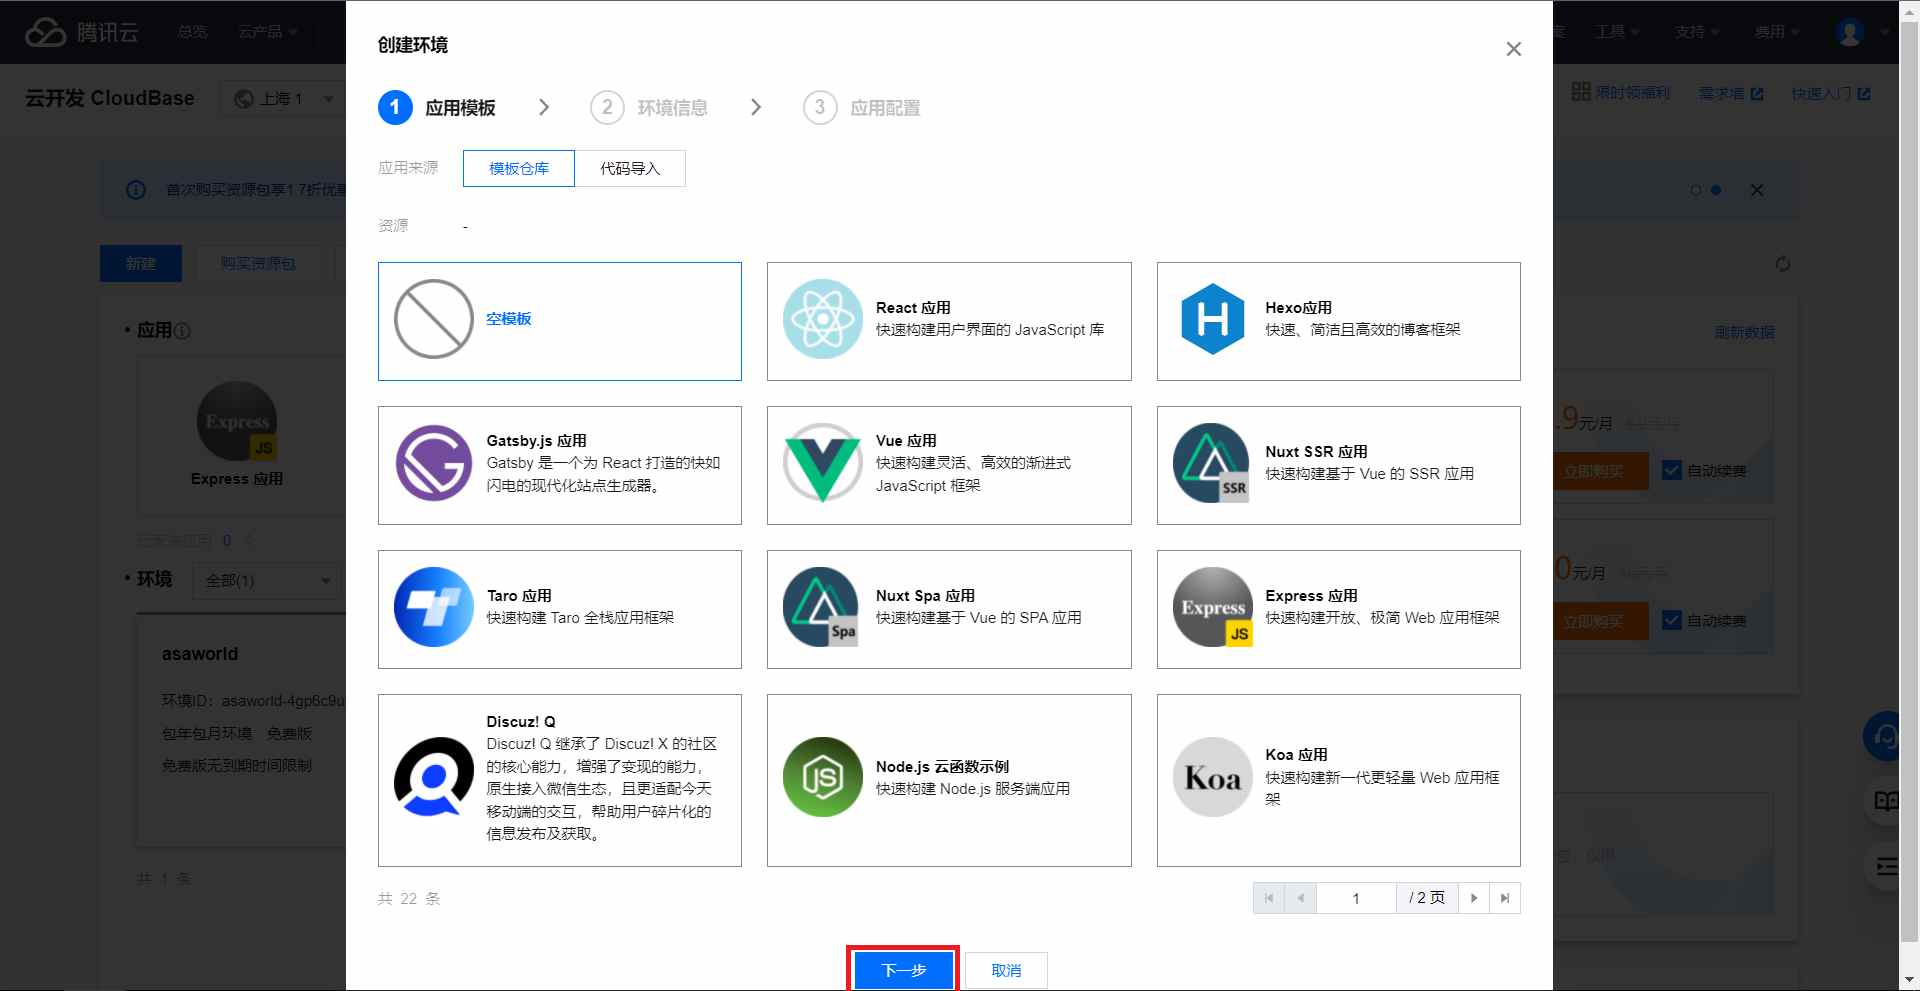 腾讯云
总览
云产品
工具
支持
费用
云开发 CloudBase
上海 1
限时领福利
需求墙
快速入门
首次购买资源包享1.7折优惠
新建
购买资源包
应用
Express
JS
Express 应用
0
环境
全部(1)
asaworld
环境ID：asaworld-4gp6c9u
包年包月环境 免费版
免费版无到期时间限制
共 1 条
创建环境
1 应用模板
2 环境信息
3 应用配置
应用来源
模板仓库
代码导入
资源
-
空模板
React 应用
快速构建用户界面的 JavaScript 库
Hexo应用
快速、简洁且高效的博客框架
Gatsby.js 应用
Gatsby 是一个为 React 打造的快如
闪电的现代化站点生成器。
Vue 应用
快速构建灵活、高效的渐进式
JavaScript 框架
SSR
Nuxt SSR 应用
快速构建基于 Vue 的 SSR 应用
Taro 应用
快速构建 Taro 全栈应用框架
Spa
Nuxt Spa 应用
快速构建基于 Vue 的 SPA 应用
Express
JS
Express 应用
快速构建开放、极简 Web 应用框架
Discuz! Q
Discuz! Q 继承了 Discuz! X 的社区
的核心能力，增强了变现的能力，
原生接入微信生态，且更适配今天
移动端的交互，帮助用户碎片化的
信息发布及获取。
JS
Node.js 云函数示例
快速构建 Node.js 服务端应用
Koa
Koa 应用
快速构建新一代更轻量 Web 应用框
架
共 22 条
1
/ 2 页
下一步
取消
刷新数据
.9元/月
立即购买
自动续费
0元/月
立即购买
自动续费